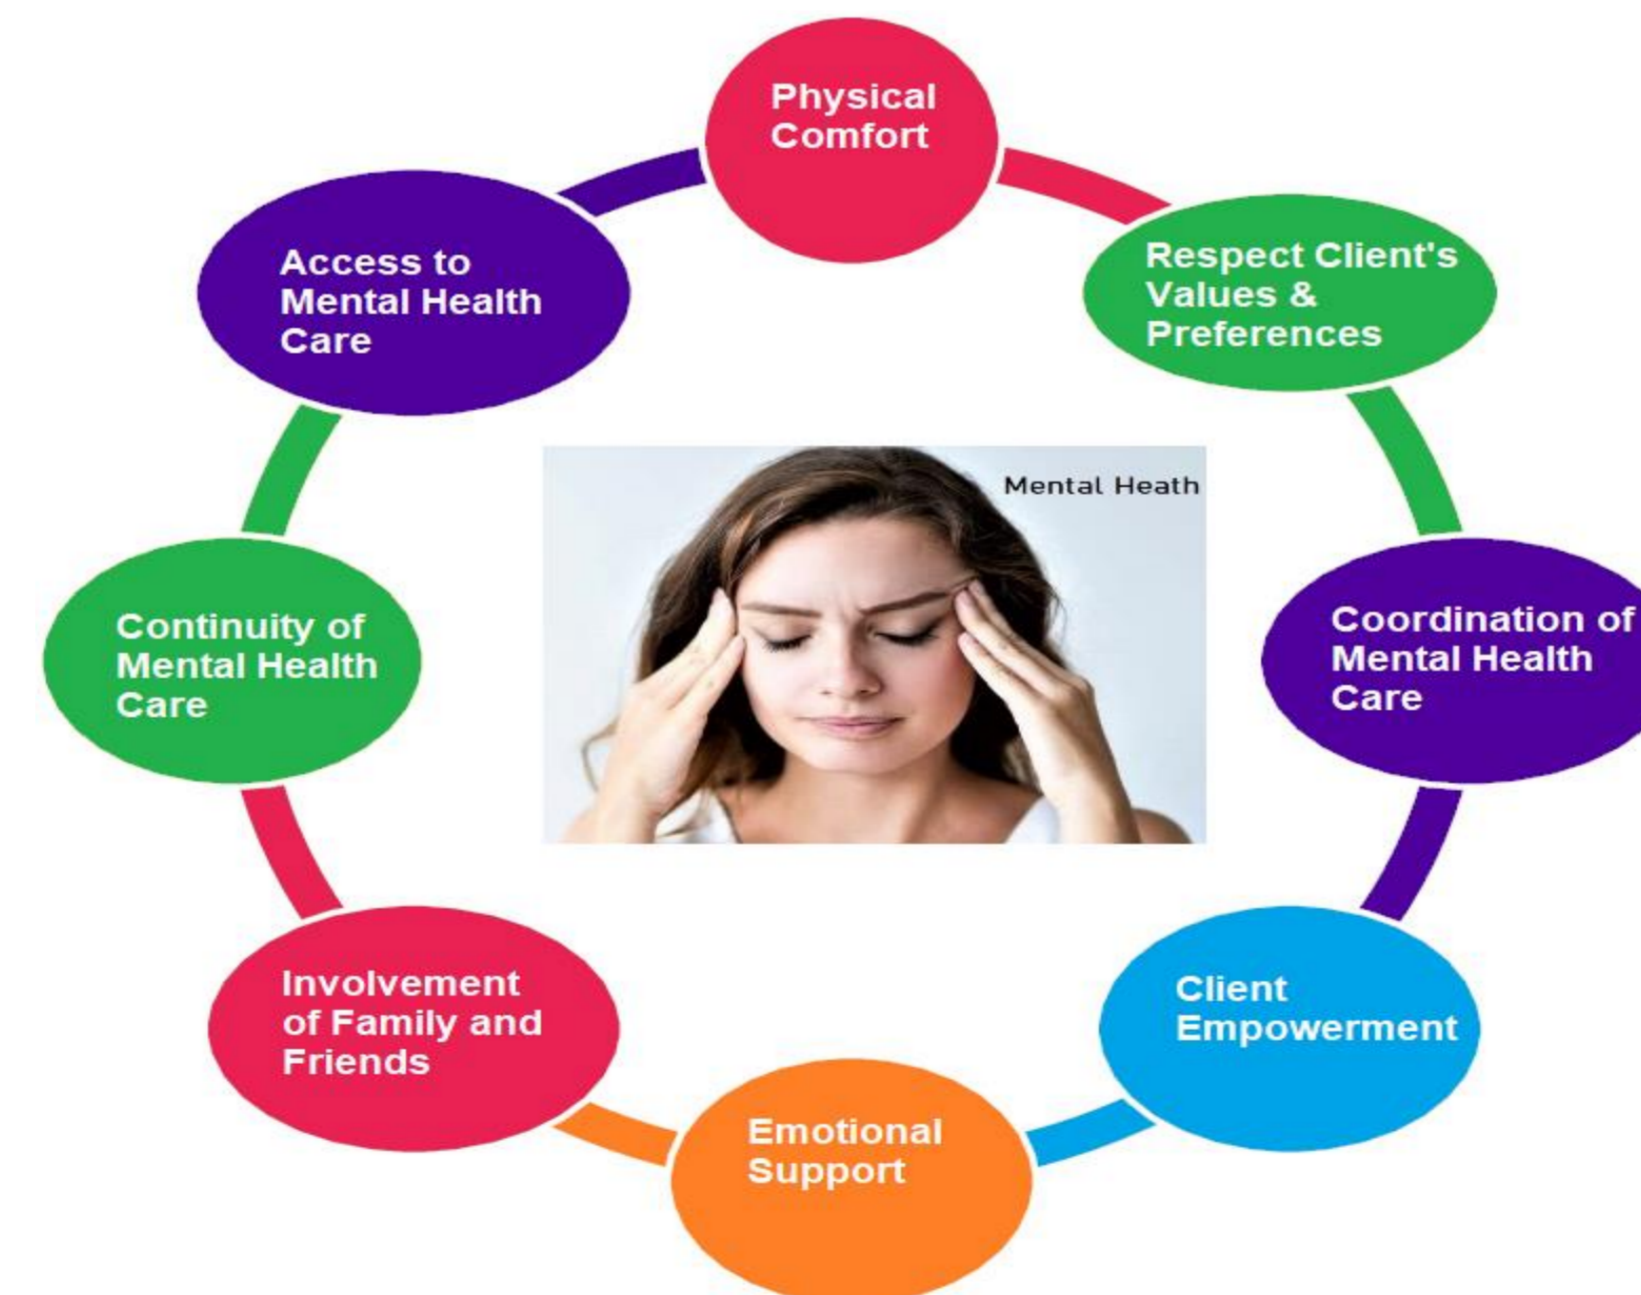 Physical
Comfort
Respect Client's
Values &
Preferences
Coordination of
Mental Health
Care
Client
Empowerment
Emotional
Support
Involvement
of Family and
Friends
Continuity of
Mental Health
Care
Access to
Mental Health
Care
Mental Heath